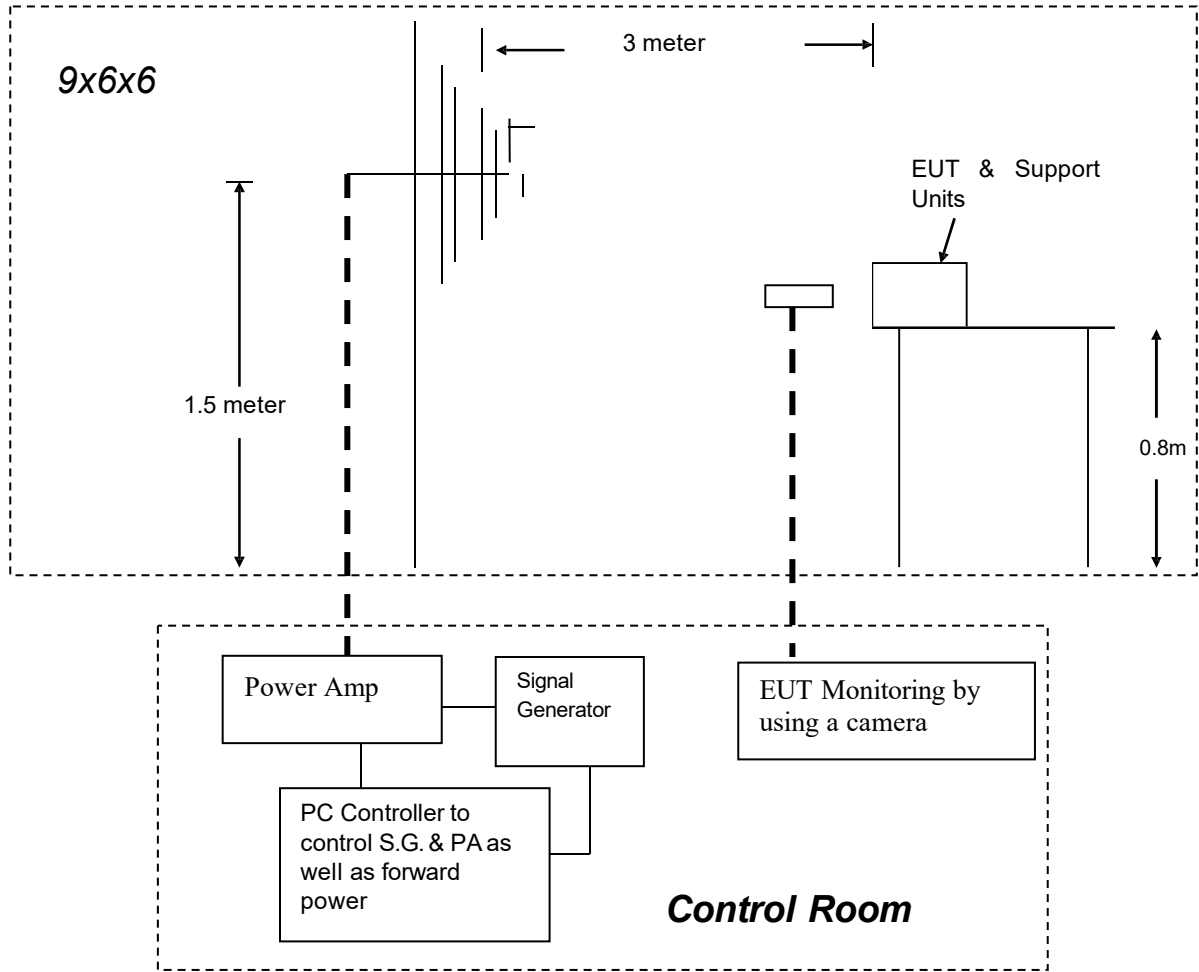 3 meter
9x6x6
EUT & Support
Units
1.5 meter
0.8m
Power Amp
Signal
Generator
EUT Monitoring by
using a camera
PC Controller to
control S.G. & PA as
well as forward
power
Control Room